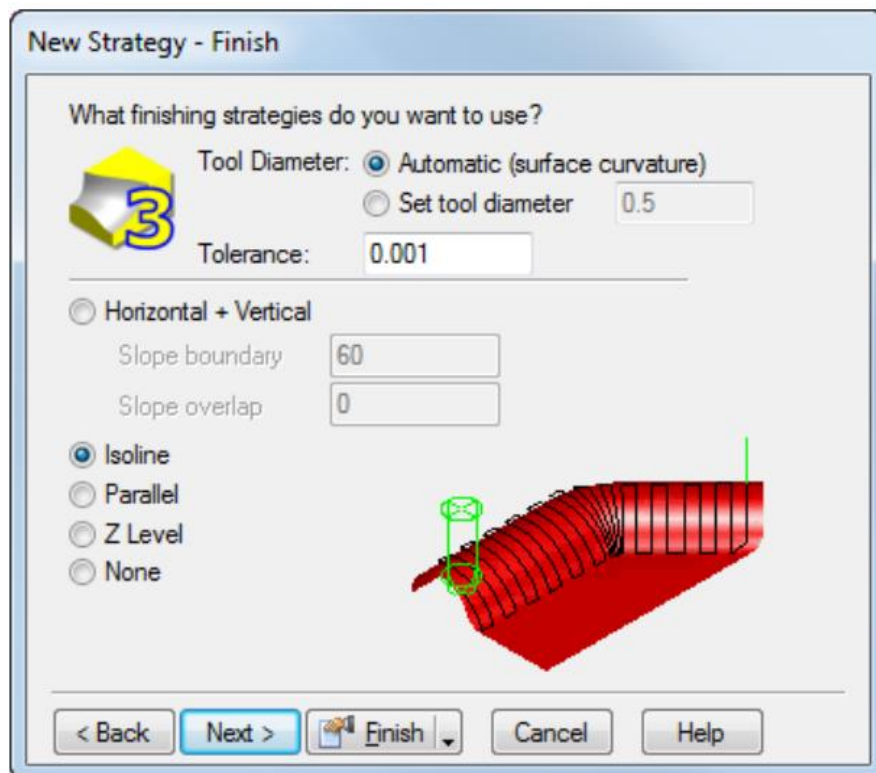 New Strategy - Finish
What finishing strategies do you want to use?
Tool Diameter: Automatic (surface curvature)
Set tool diameter 0.5
3
Tolerance: 0.001
Horizontal + Vertical
Slope boundary 60
Slope overlap 0
Isoline
Parallel
Z Level
None
< Back Next > Finish Cancel Help